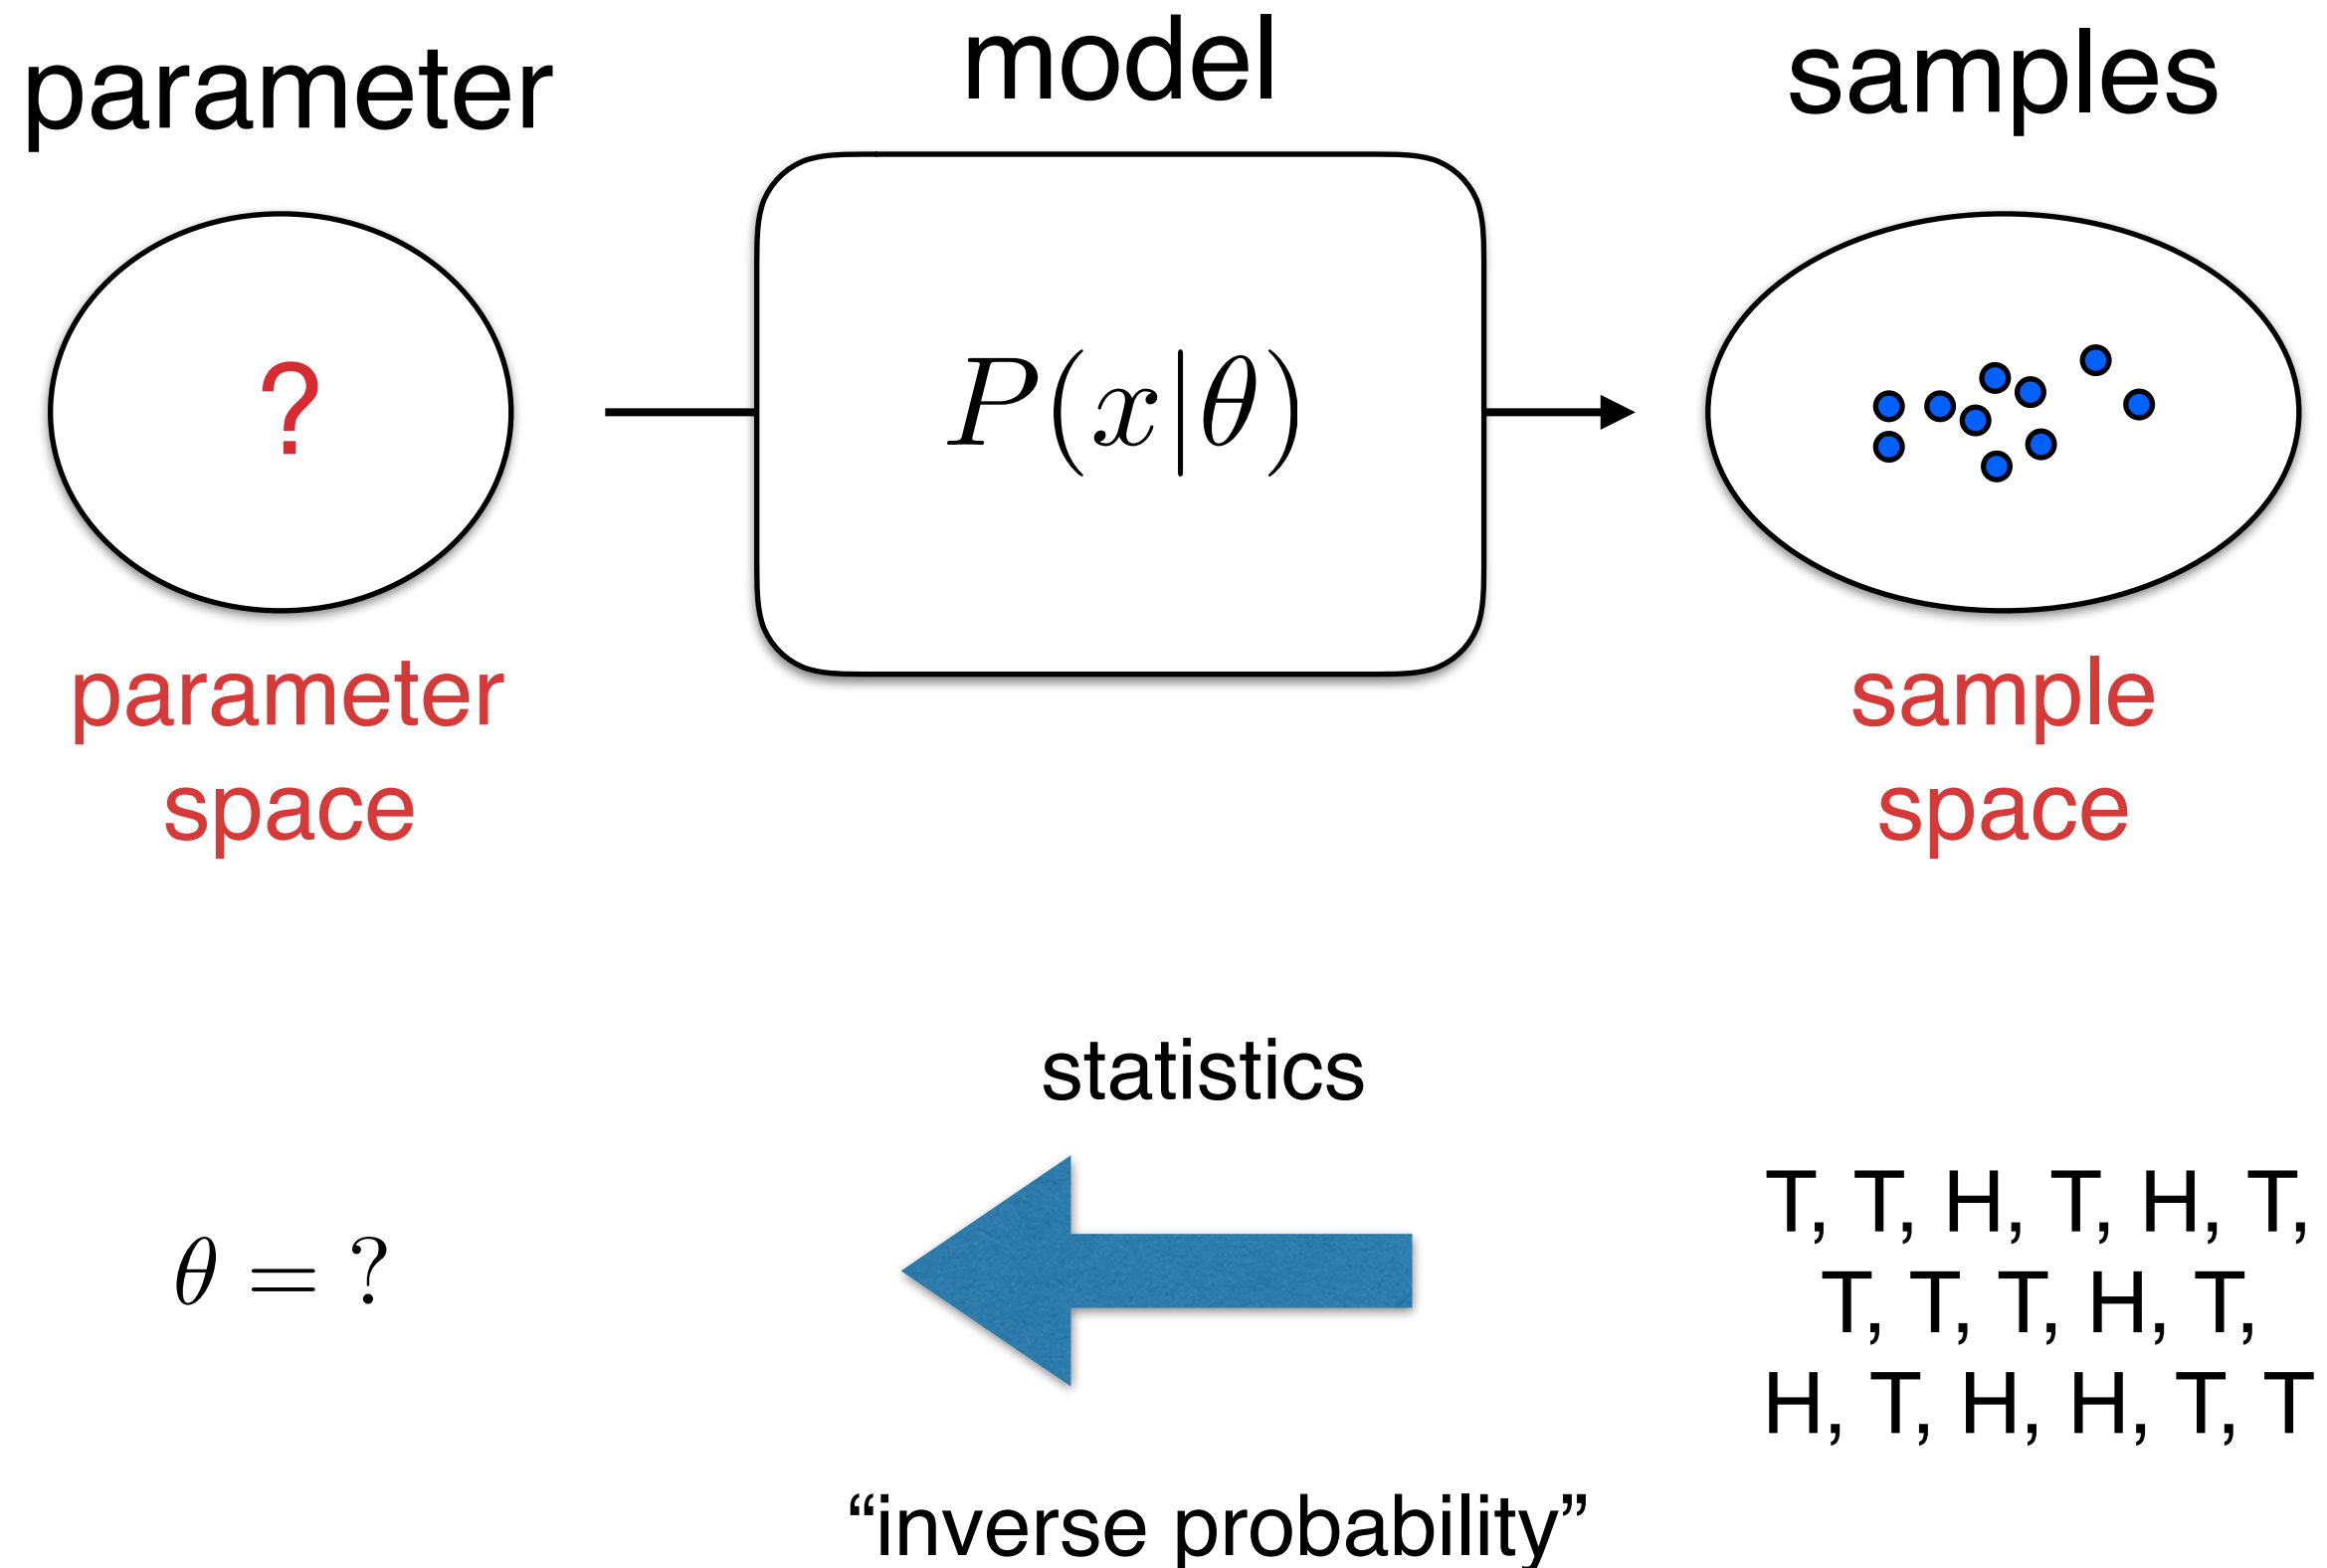 parameter
model
samples
?
P(x|θ)
parameter
space
sample
space
statistics
θ = ?
T, T, H, T, H, T,
T, T, T, H, T,
H, T, H, H, T, T
“inverse probability”